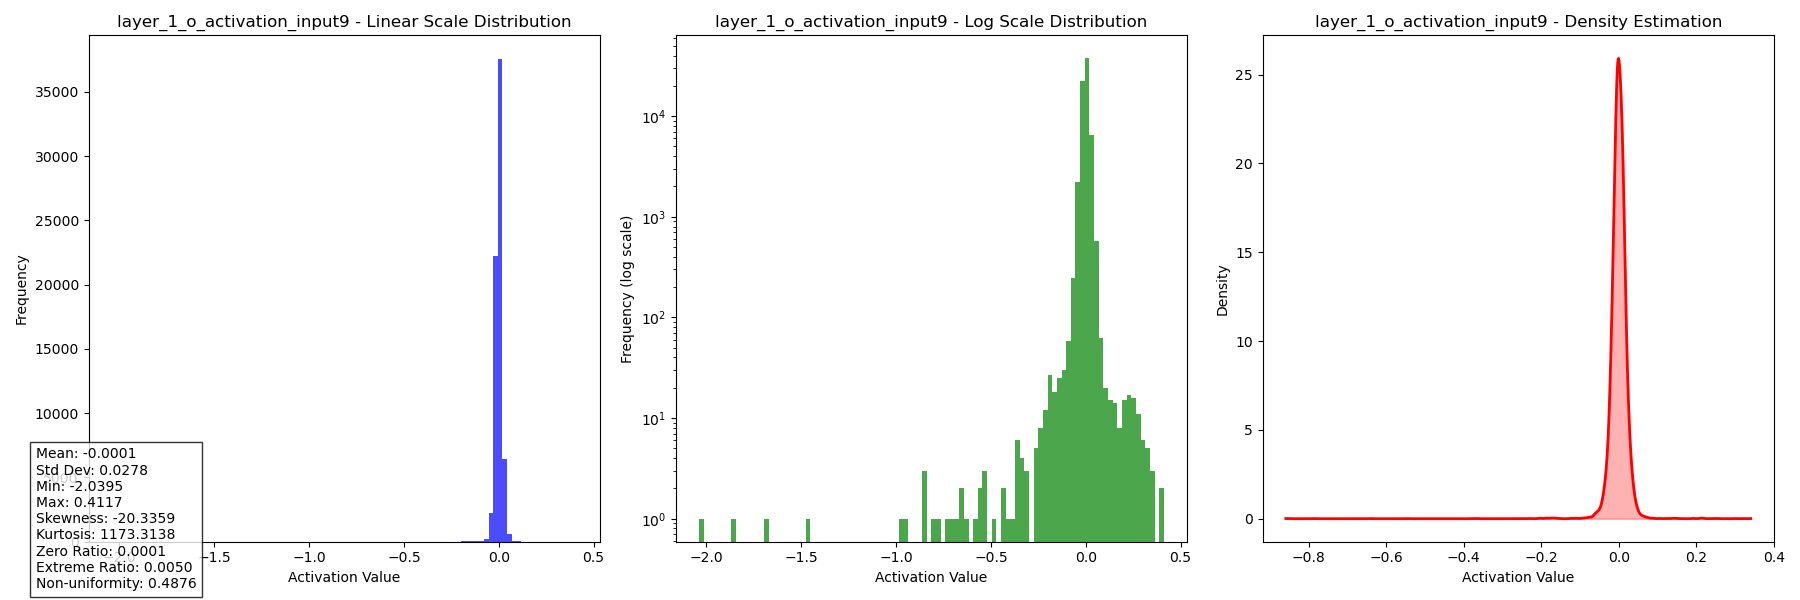 layer_1_o_activation_input9 - Linear Scale Distribution
35000
30000
25000
20000
15000
10000
5000
0
Frequency
−2.0
−1.5
−1.0
−0.5
0.0
0.5
Activation Value
Mean: -0.0001
Std Dev: 0.0278
Min: -2.0395
Max: 0.4117
Skewness: -20.3359
Kurtosis: 1173.3138
Zero Ratio: 0.0001
Extreme Ratio: 0.0050
Non-uniformity: 0.4876
layer_1_o_activation_input9 - Log Scale Distribution
10⁴
10³
10²
10¹
10⁰
Frequency (log scale)
−2.0
−1.5
−1.0
−0.5
0.0
0.5
Activation Value
layer_1_o_activation_input9 - Density Estimation
25
20
15
10
5
0
Density
−0.8
−0.6
−0.4
−0.2
0.0
0.2
0.4
Activation Value